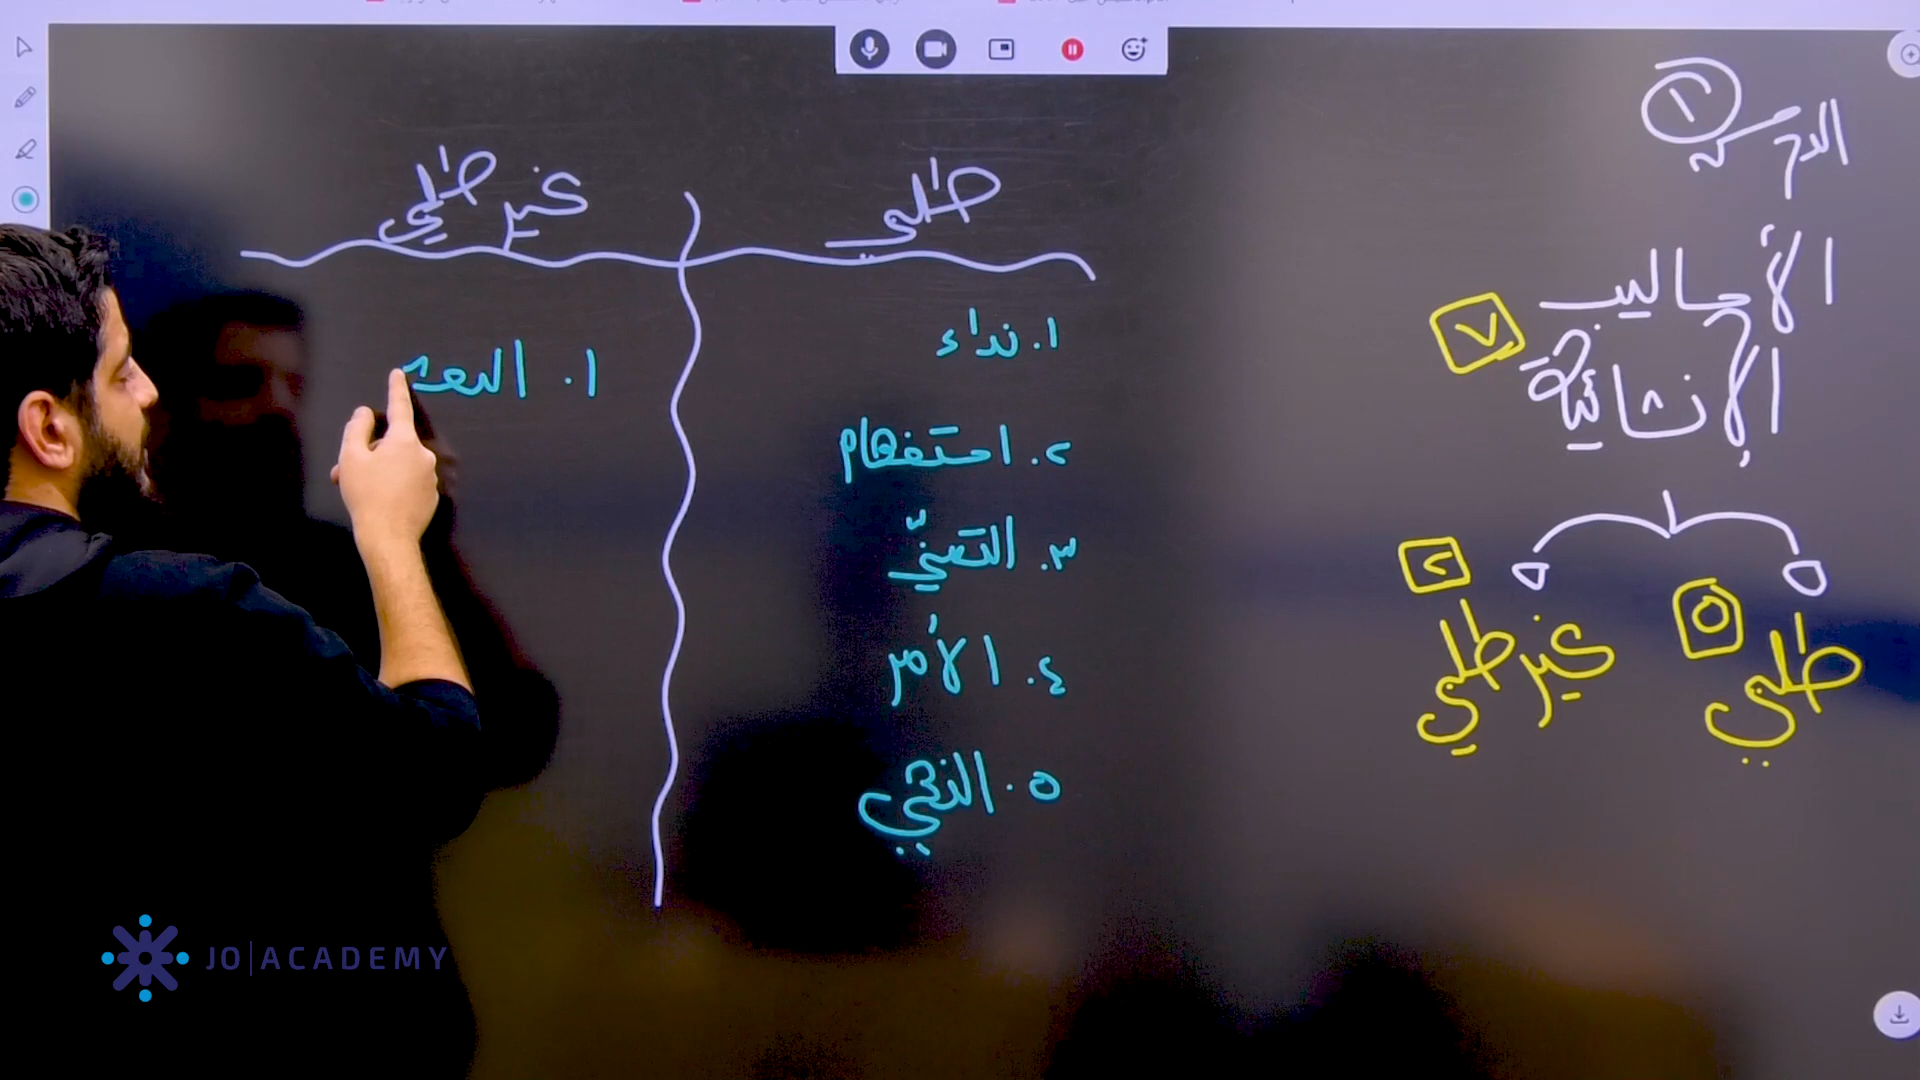 الدرس ١
الأساليب
الإنشائية ٧
طلبي ٥
غير طلبي ٢
طلبي
غير طلبي
١. نداء
٢. استفهام
٣. التمنيّ
٤. الأمر
٥. النهي
١. التعجـ
JO|ACADEMY